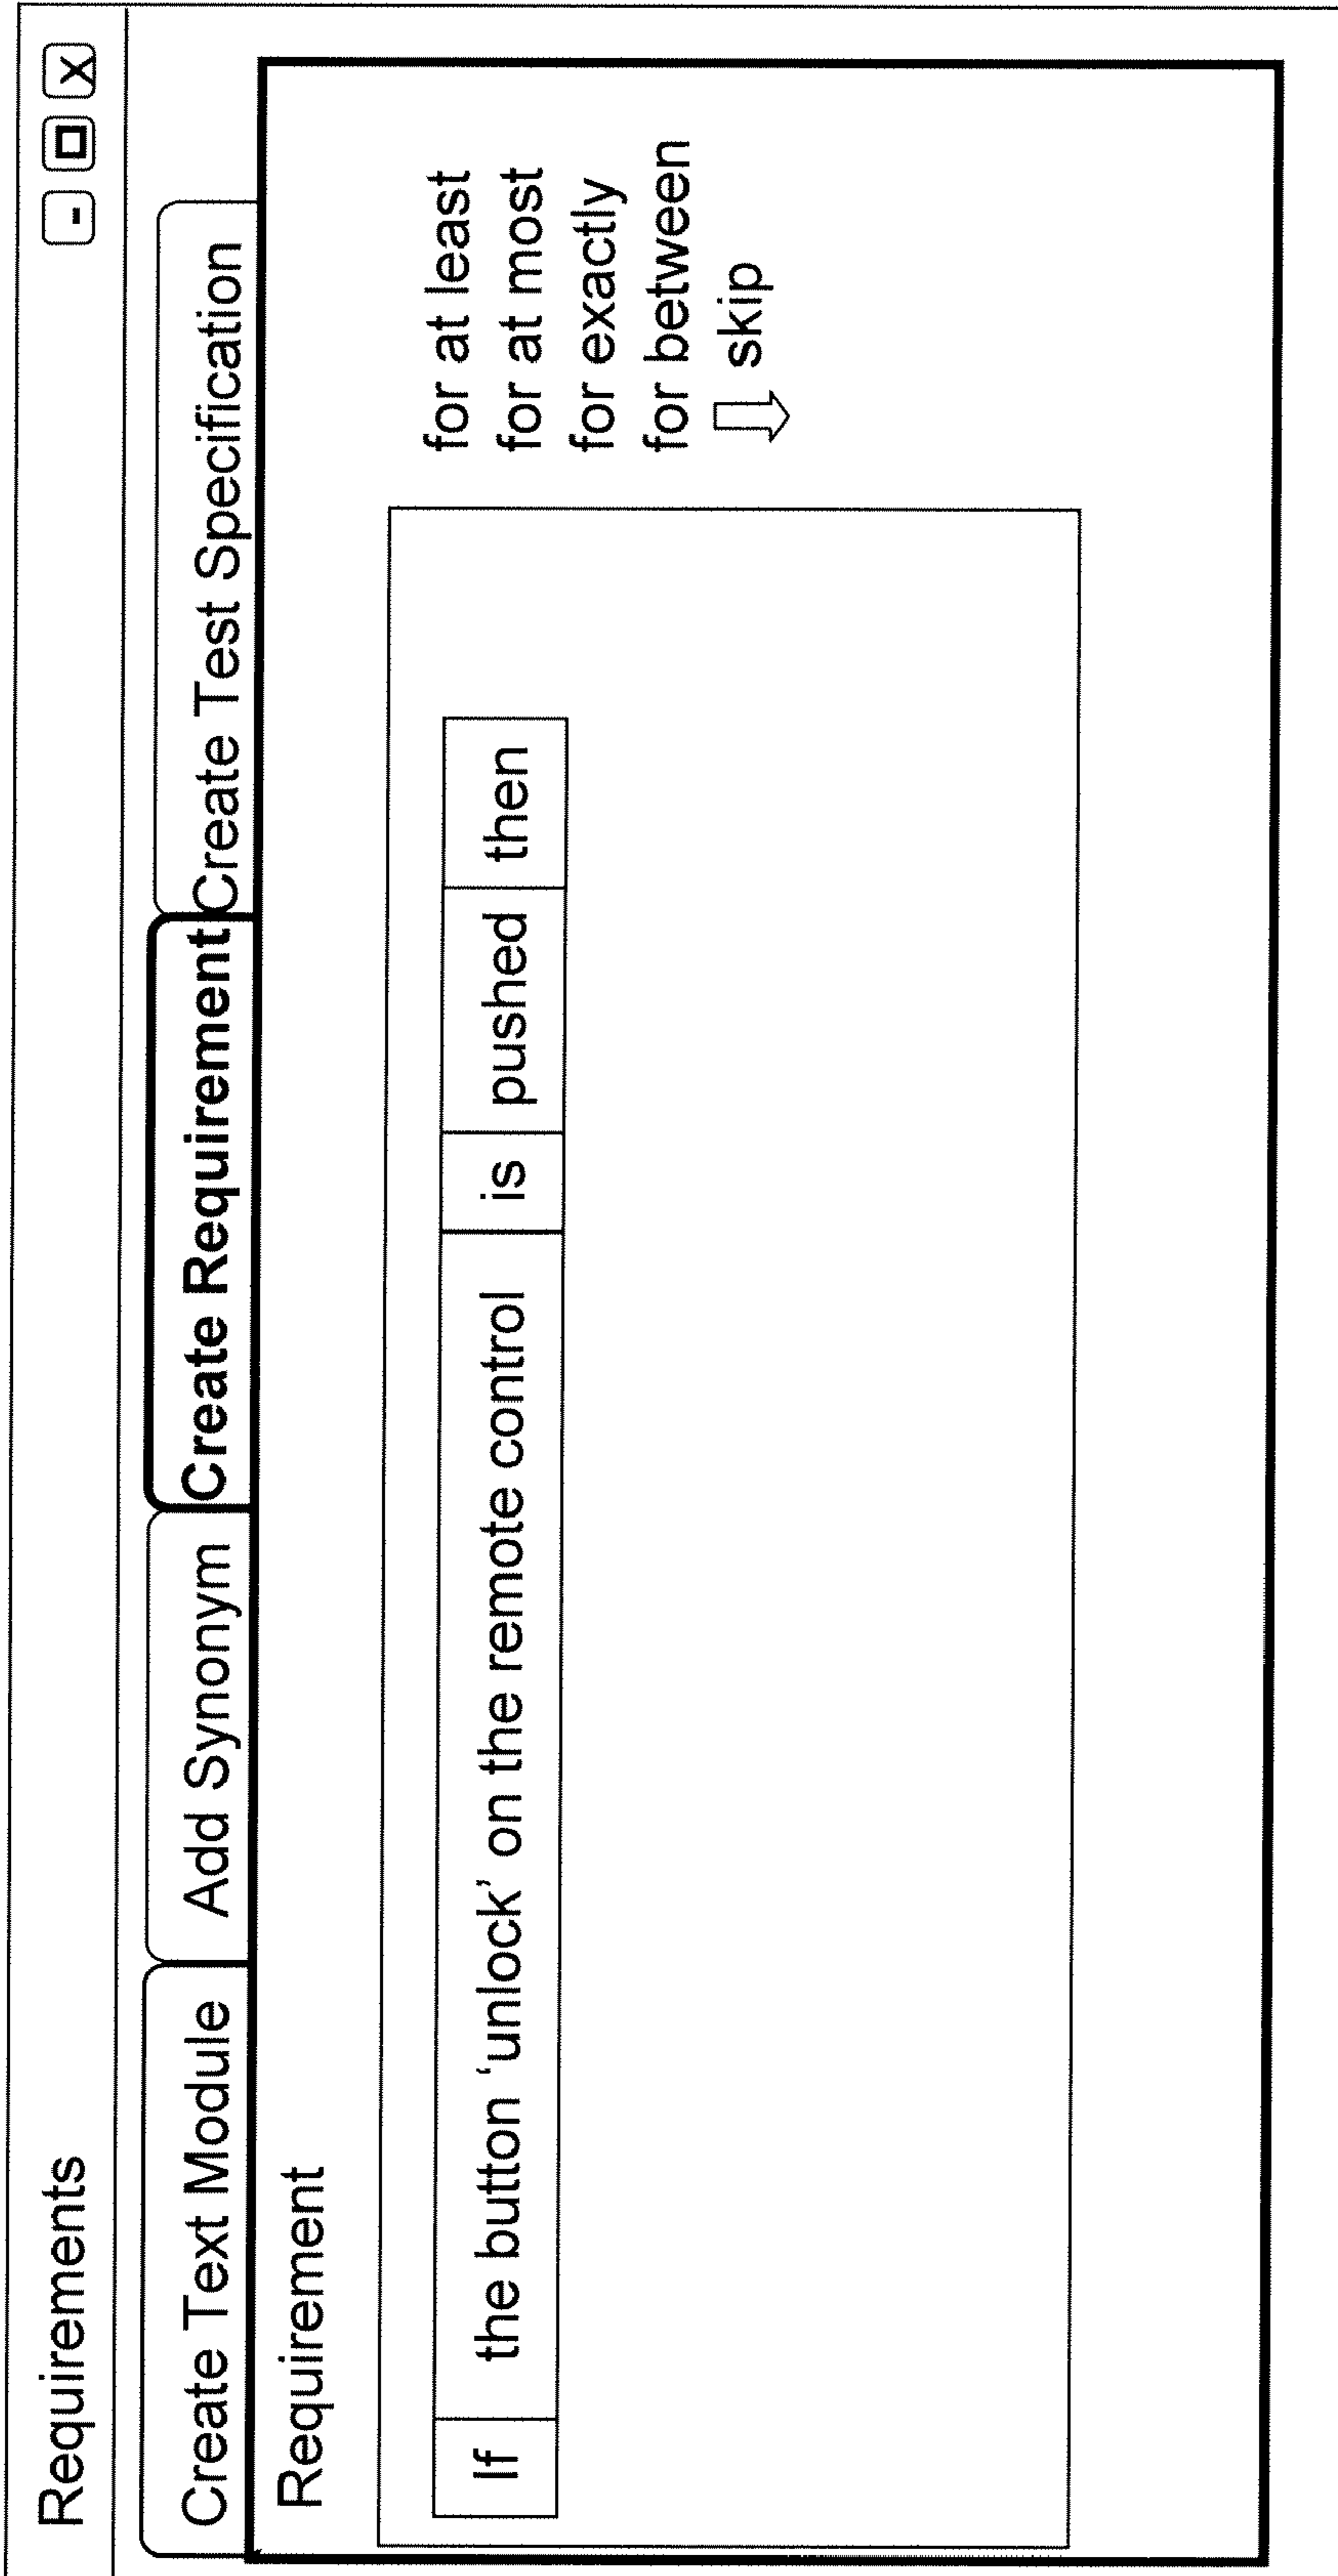 Requirements - X
Create Text Module Add Synonym Create Requirement Create Test Specification
Requirement
If the button ‘unlock’ on the remote control is pushed then
for at least
for at most
for exactly
for between
skip